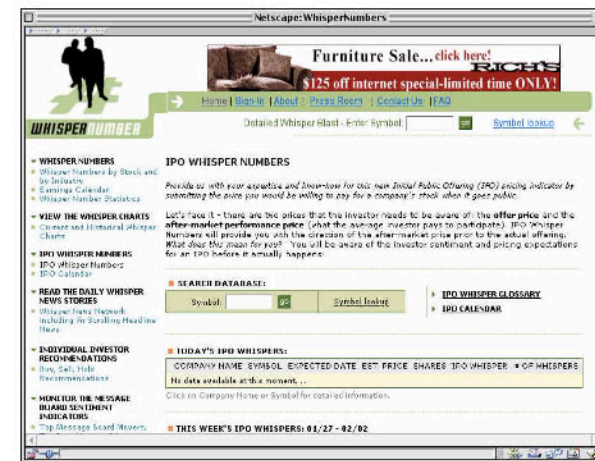 Netscape: WhisperNumbers
Furniture Sale...click here!
RICH'S
$125 off internet special-limited time ONLY!
Home | Sign-In | About | Press Room | Contact Us | FAQ
WHISPERNUMBER
Detailed Whisper Blast - Enter Symbol: go Symbol lookup
WHISPER NUMBERS
Whisper Numbers by Stock and
by Industry
Earnings Calendar
Whisper Number Statistics
VIEW THE WHISPER CHARTS
Current and Historical Whisper
Charts
IPO WHISPER NUMBERS
IPO Whisper Numbers
IPO Calendar
READ THE DAILY WHISPER
NEWS STORIES
Whisper News Network
including its Scrolling Headline
News
INDIVIDUAL INVESTOR
RECOMMENDATIONS
Buy, Sell, Hold
Recommendations
MONITOR THE MESSAGE
BOARD SENTIMENT
INDICATORS
Top Message Board Movers,
IPO WHISPER NUMBERS
Provide us with your expertise and know-how for this new Initial Public Offering (IPO) pricing indicator by
submitting the price you would be willing to pay for a company's stock when it goes public.
Let's face it - there are two prices that the investor needs to be aware of: the offer price and the
after-market performance price (what the average investor pays to participate). IPO Whisper
Numbers will provide you with the direction of the after-market price prior to the actual offering.
What does this mean for you? You will be aware of the investor sentiment and pricing expectations
for an IPO before it actually happens!
SEARCH DATABASE:
Symbol: go Symbol lookup
IPO WHISPER GLOSSARY
IPO CALENDAR
TODAY'S IPO WHISPERS:
COMPANY NAME SYMBOL EXPECTED DATE EST PRICE SHARES IPO WHISPER # OF WHISPERS
No data available at this moment...
Click on Company Name or Symbol for detailed information.
THIS WEEK'S IPO WHISPERS: 01/27 - 02/02